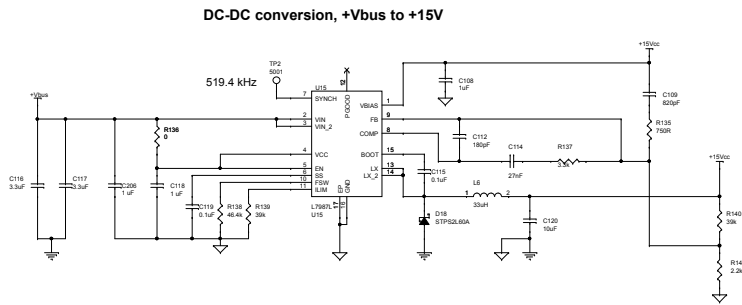 DC-DC conversion, +Vbus to +15V
+15Vcc
TP2
5001
519.4 kHz
U15
+Vbus
7
SYNCH
PGOOD
12
VBIAS
1
C108
1uF
C109
820pF
2
VIN
3
VIN_2
FB
9
COMP
8
R136
0
C112
180pF
C114
27nF
R137
3.3k
R135
750R
4
VCC
BOOT
15
+15Vcc
5
EN
LX
13
6
SS
LX_2
14
10
FSW
11
ILIM
C115
0.1uF
L6
1
2
33uH
C116
3.3uF
C117
3.3uF
C206
1 uF
C118
1 uF
C119
0.1uF
R138
46.4k
R139
39k
L7987L
U15
EP
GND
17
16
D18
STPS2L60A
C120
10uF
R140
39k
R14
2.2k